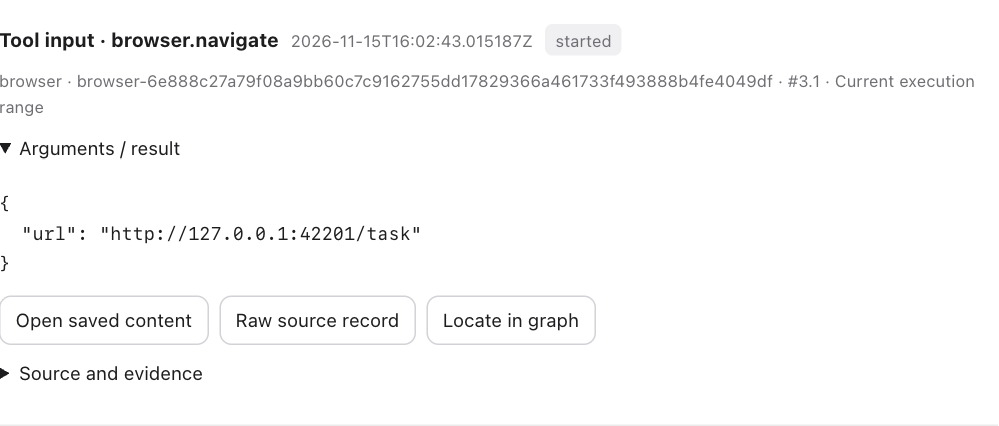 Tool input · browser.navigate 2026-11-15T16:02:43.015187Z started
browser · browser-6e888c27a79f08a9bb60c7c9162755dd17829366a461733f493888b4fe4049df · #3.1 · Current execution
range
▼ Arguments / result
{
  "url": "http://127.0.0.1:42201/task"
}
Open saved content Raw source record Locate in graph
▶ Source and evidence